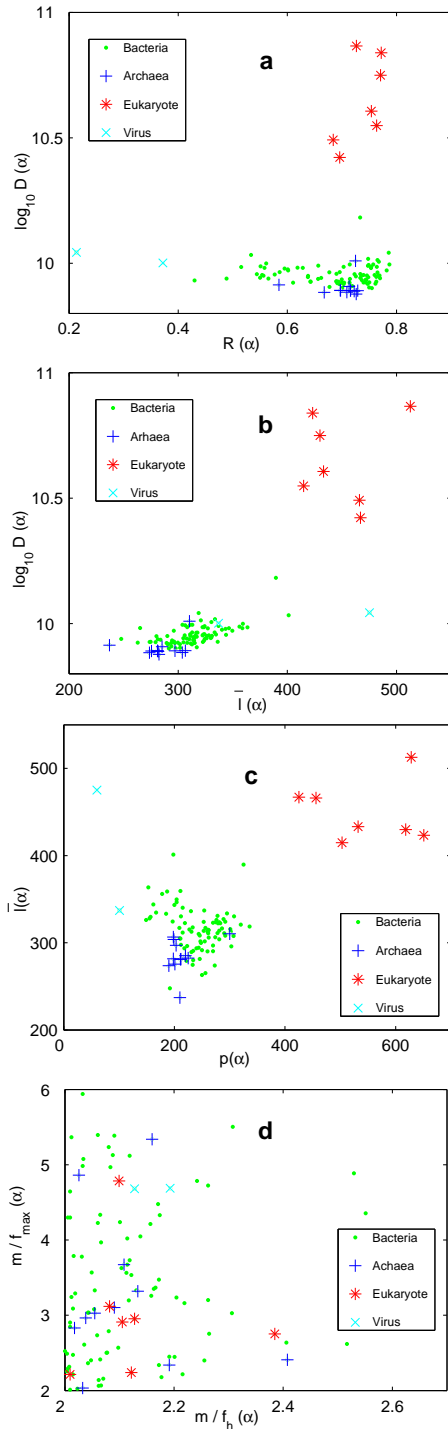 11
10.5
10
0.2
0.4
0.6
0.8
log10 D (α)
R (α)
a
Bacteria
Archaea
Eukaryote
Virus
11
10.5
10
200
300
400
500
log10 D (α)
l̅ (α)
b
Bacteria
Arhaea
Eukaryote
Virus
500
400
300
200
0
200
400
600
l̅(α)
p(α)
c
Bacteria
Archaea
Eukaryote
Virus
6
5
4
3
2
2
2.2
2.4
2.6
m / fmax (α)
m / fh (α)
d
Bacteria
Achaea
Eukaryote
Virus